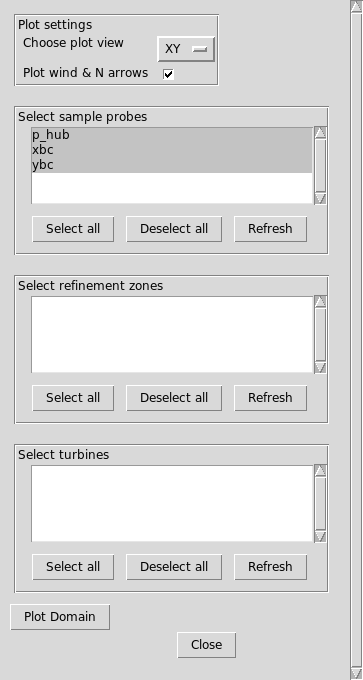 Plot settings
Choose plot view XY
Plot wind & N arrows
Select sample probes
p_hub
xbc
ybc
Select all Deselect all Refresh
Select refinement zones
Select all Deselect all Refresh
Select turbines
Select all Deselect all Refresh
Plot Domain
Close